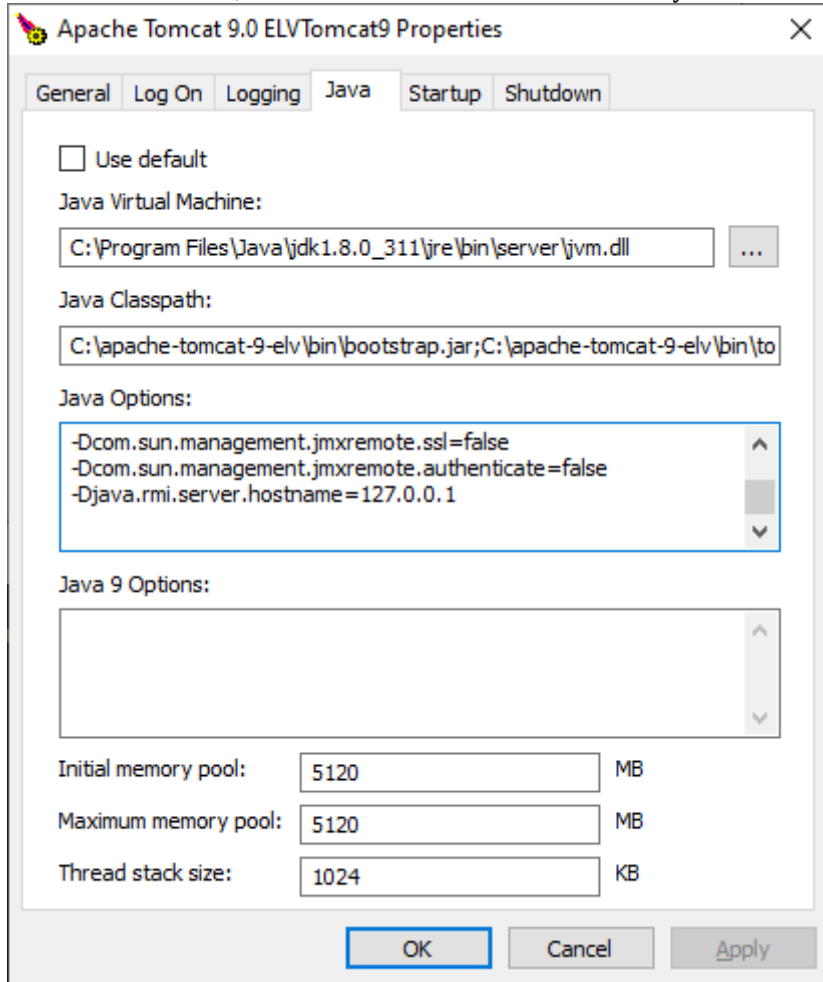 Apache Tomcat 9.0 ELVTomcat9 Properties
General Log On Logging Java Startup Shutdown
Use default
Java Virtual Machine:
C:\Program Files\Java\jdk1.8.0_311\jre\bin\server\jvm.dll
...
Java Classpath:
C:\apache-tomcat-9-elv\bin\bootstrap.jar;C:\apache-tomcat-9-elv\bin\to
Java Options:
-Dcom.sun.management.jmxremote.ssl=false
-Dcom.sun.management.jmxremote.authenticate=false
-Djava.rmi.server.hostname=127.0.0.1
Java 9 Options:
Initial memory pool: 5120 MB
Maximum memory pool: 5120 MB
Thread stack size: 1024 KB
OK Cancel Apply